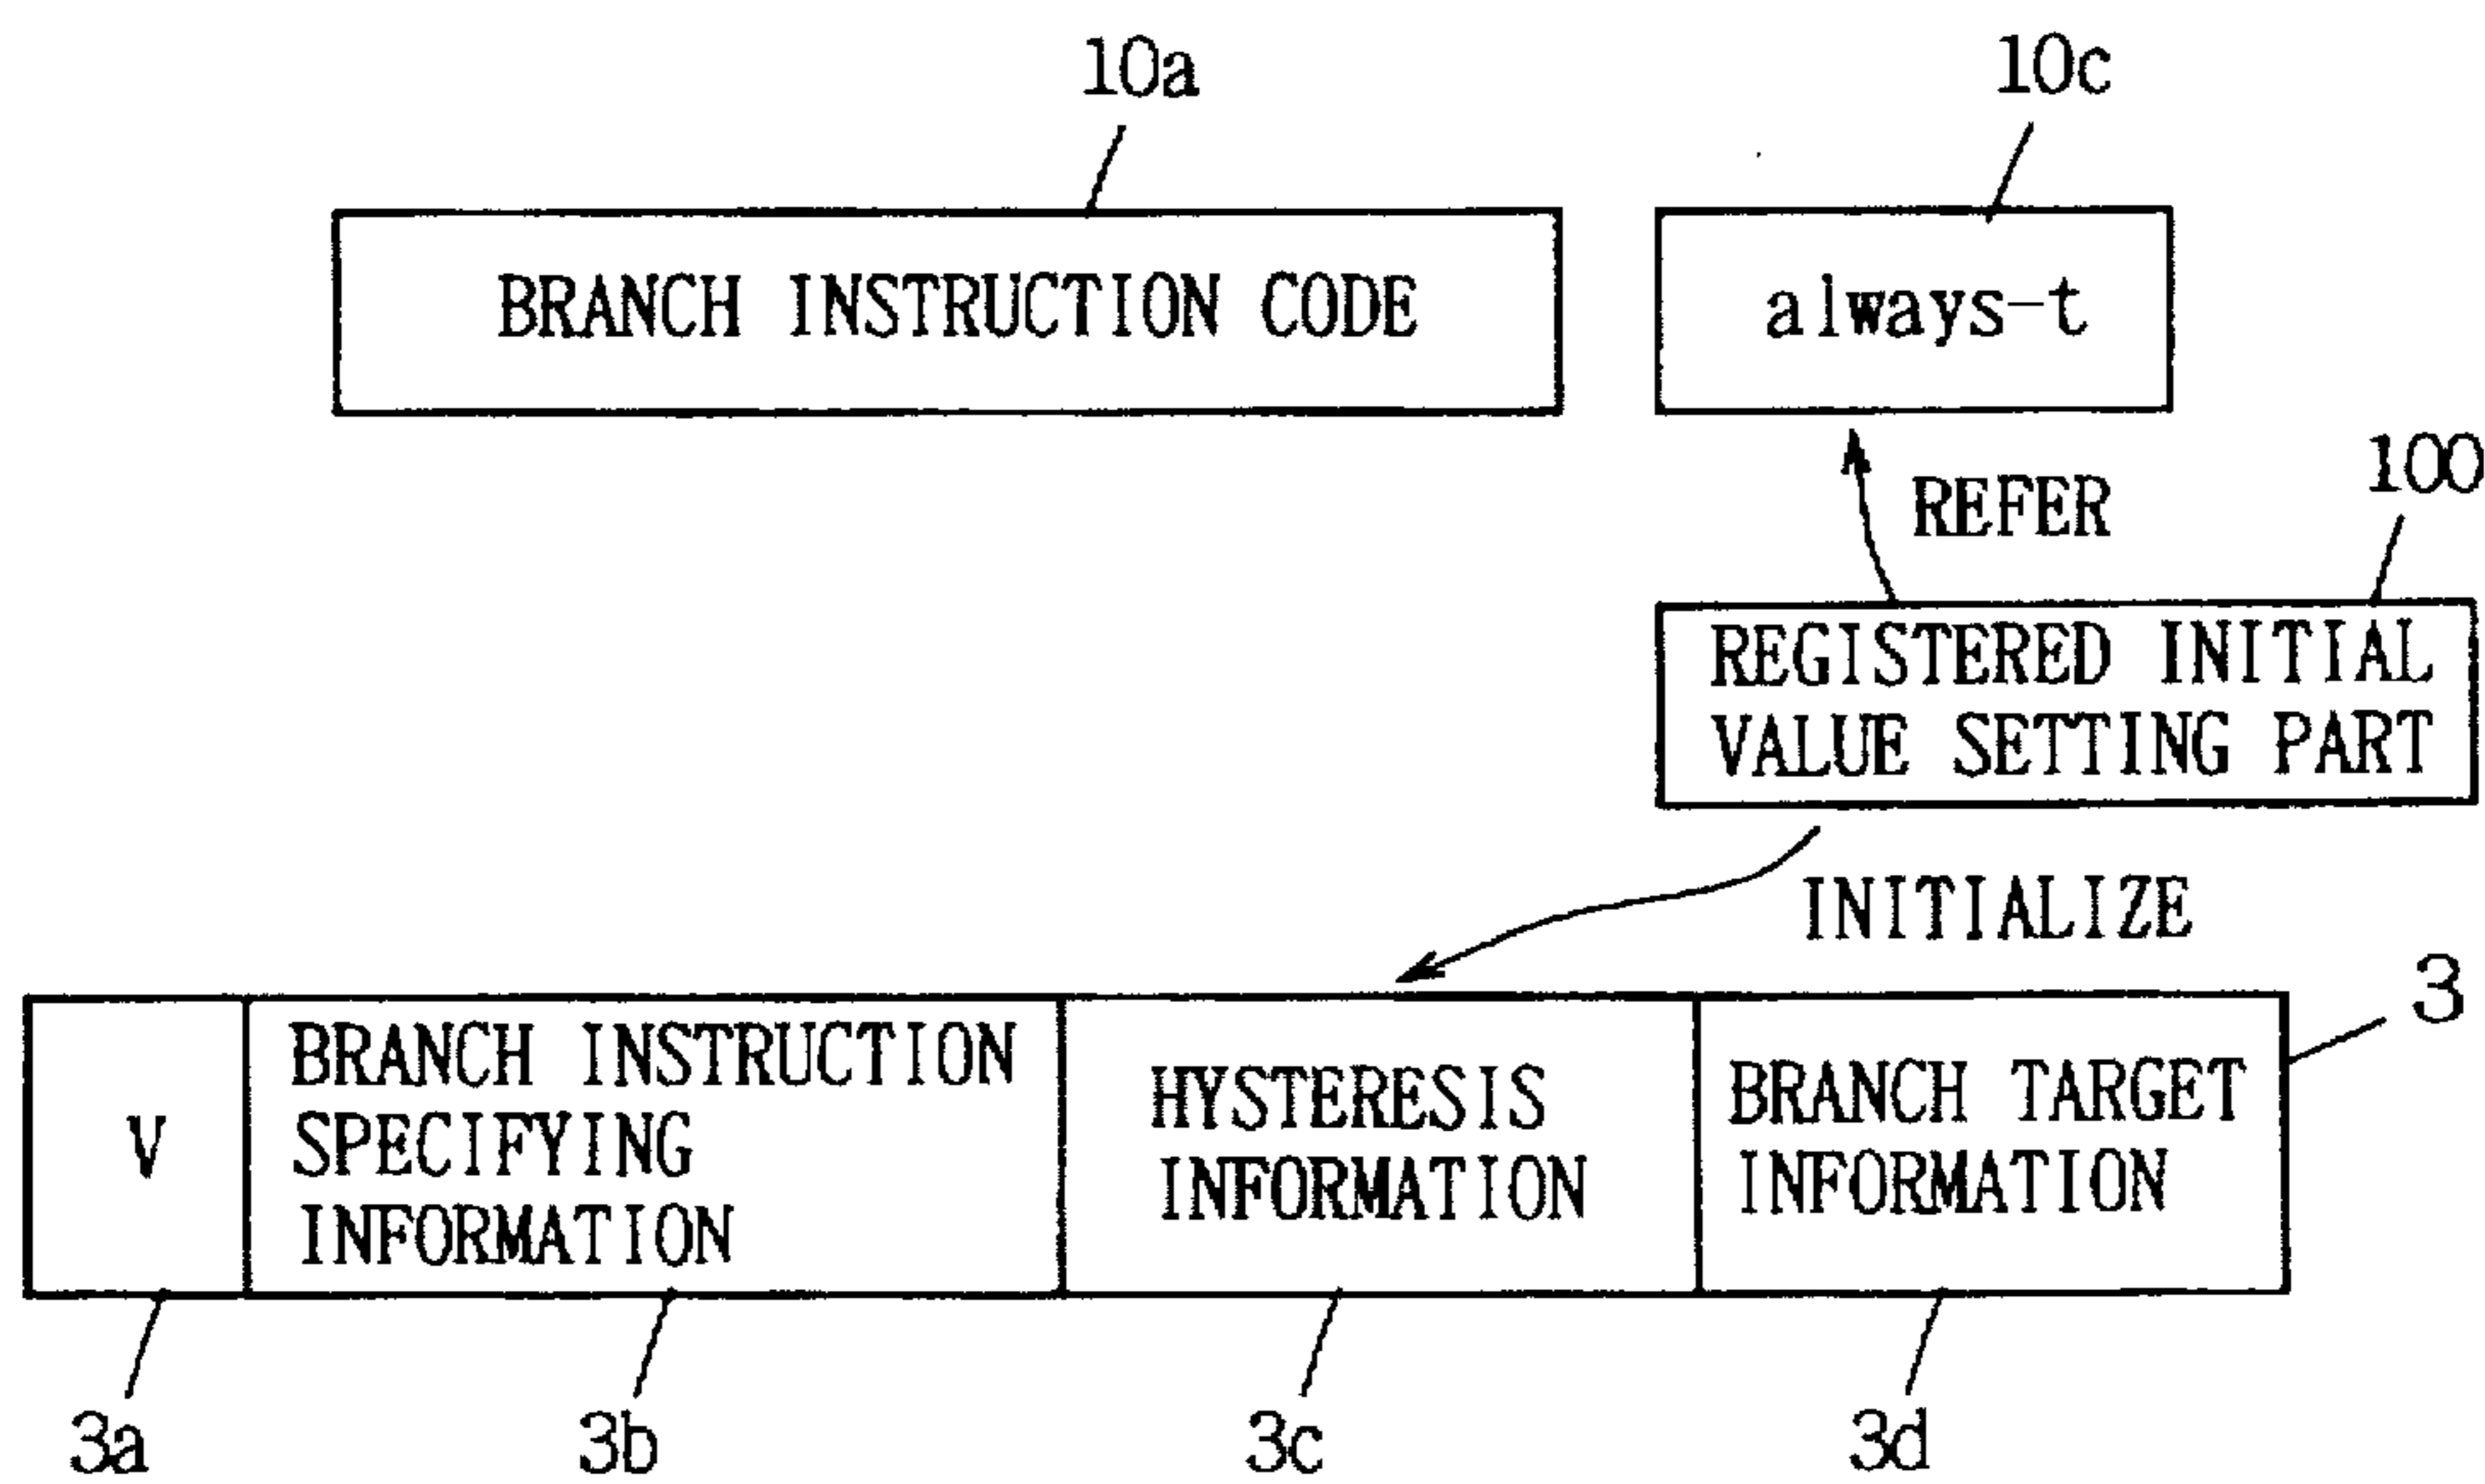 10a
10c
BRANCH INSTRUCTION CODE
always-t
REFER
100
REGISTERED INITIAL
VALUE SETTING PART
INITIALIZE
3
V
BRANCH INSTRUCTION
SPECIFYING
INFORMATION
HYSTERESIS
INFORMATION
BRANCH TARGET
INFORMATION
3a
3b
3c
3d